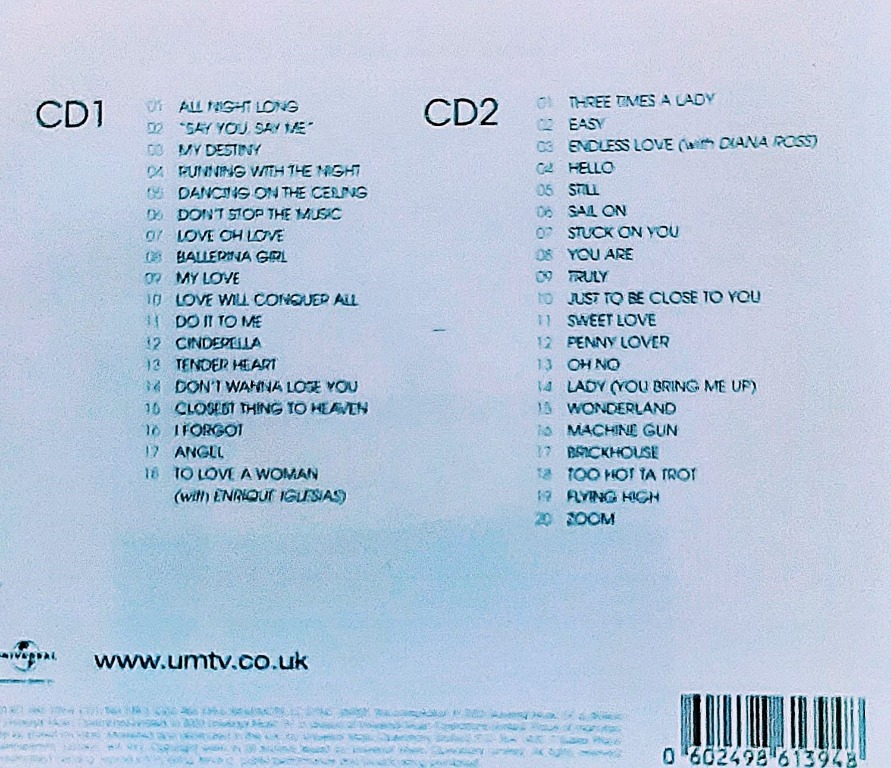 CD1
01 ALL NIGHT LONG
02 "SAY YOU, SAY ME"
03 MY DESTINY
04 RUNNING WITH THE NIGHT
05 DANCING ON THE CEILING
06 DON'T STOP THE MUSIC
07 LOVE OH LOVE
08 BALLERINA GIRL
09 MY LOVE
10 LOVE WILL CONQUER ALL
11 DO IT TO ME
12 CINDERELLA
13 TENDER HEART
14 DON'T WANNA LOSE YOU
15 CLOSEST THING TO HEAVEN
16 I FORGOT
17 ANGEL
18 TO LOVE A WOMAN
(with ENRIQUE IGLESIAS)
CD2
01 THREE TIMES A LADY
02 EASY
03 ENDLESS LOVE (with DIANA ROSS)
04 HELLO
05 STILL
06 SAIL ON
07 STUCK ON YOU
08 YOU ARE
09 TRULY
10 JUST TO BE CLOSE TO YOU
11 SWEET LOVE
12 PENNY LOVER
13 OH NO
14 LADY (YOU BRING ME UP)
15 WONDERLAND
16 MACHINE GUN
17 BRICKHOUSE
18 TOO HOT TA TROT
19 FLYING HIGH
20 ZOOM
UNIVERSAL
www.umtv.co.uk
0 602498 613948